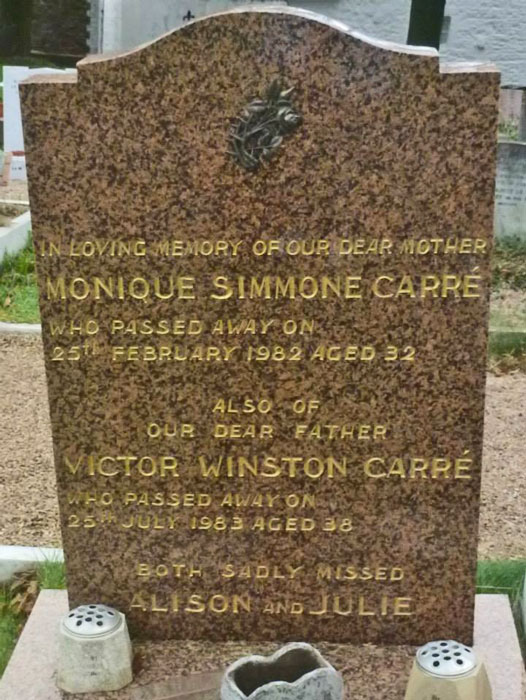 IN LOVING MEMORY OF OUR DEAR MOTHER
MONIQUE SIMMONE CARRÉ
WHO PASSED AWAY ON
25TH FEBRUARY 1982 AGED 32
ALSO OF
OUR DEAR FATHER
VICTOR WINSTON CARRÉ
WHO PASSED AWAY ON
25TH JULY 1983 AGED 38
BOTH SADLY MISSED
ALISON AND JULIE